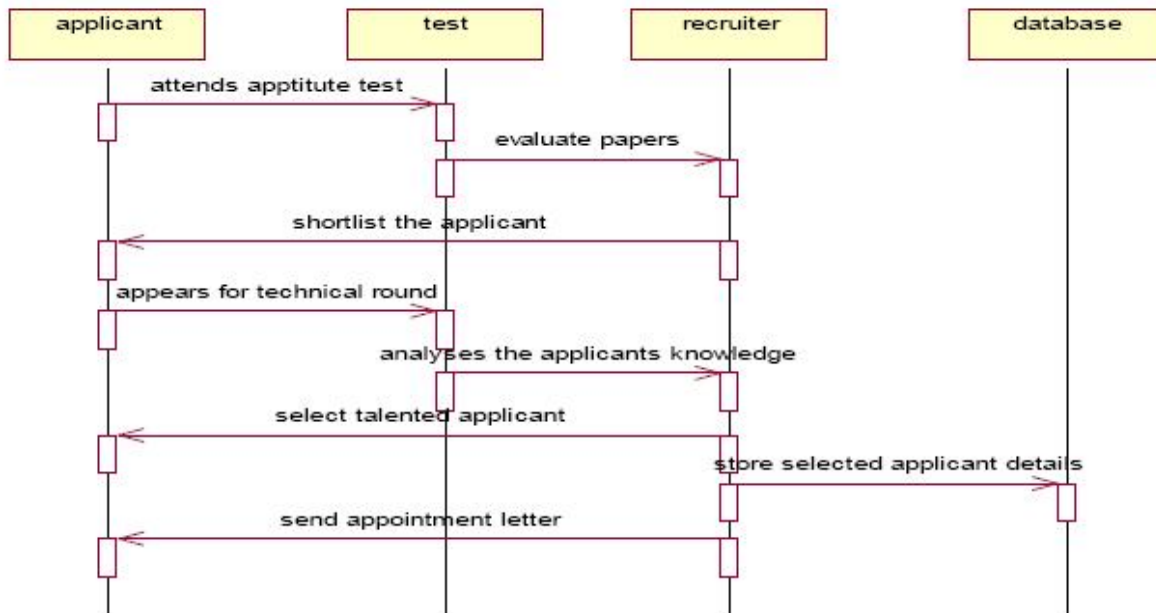 applicant
test
recruiter
database
attends apptitute test
evaluate papers
shortlist the applicant
appears for technical round
analyses the applicants knowledge
select talented applicant
store selected applicant details
send appointment letter